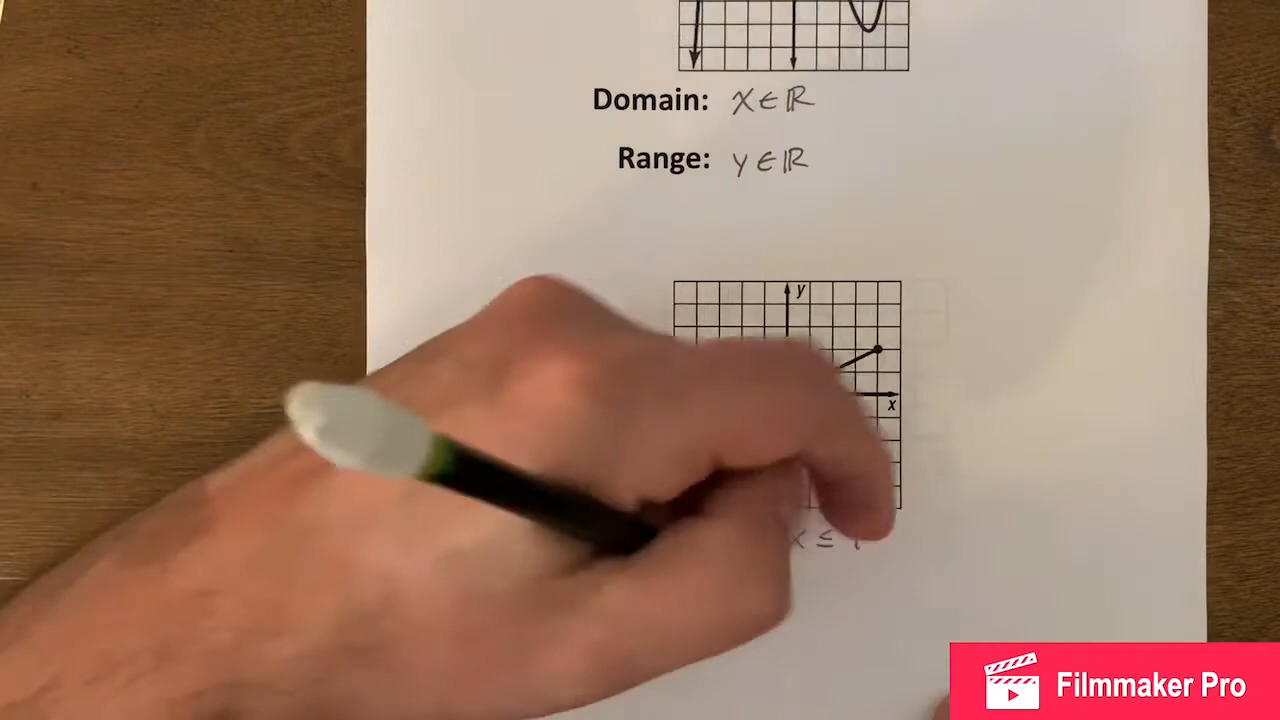 Domain: x ∈ ℝ
Range: y ∈ ℝ
y
x
x ≤
Filmmaker Pro